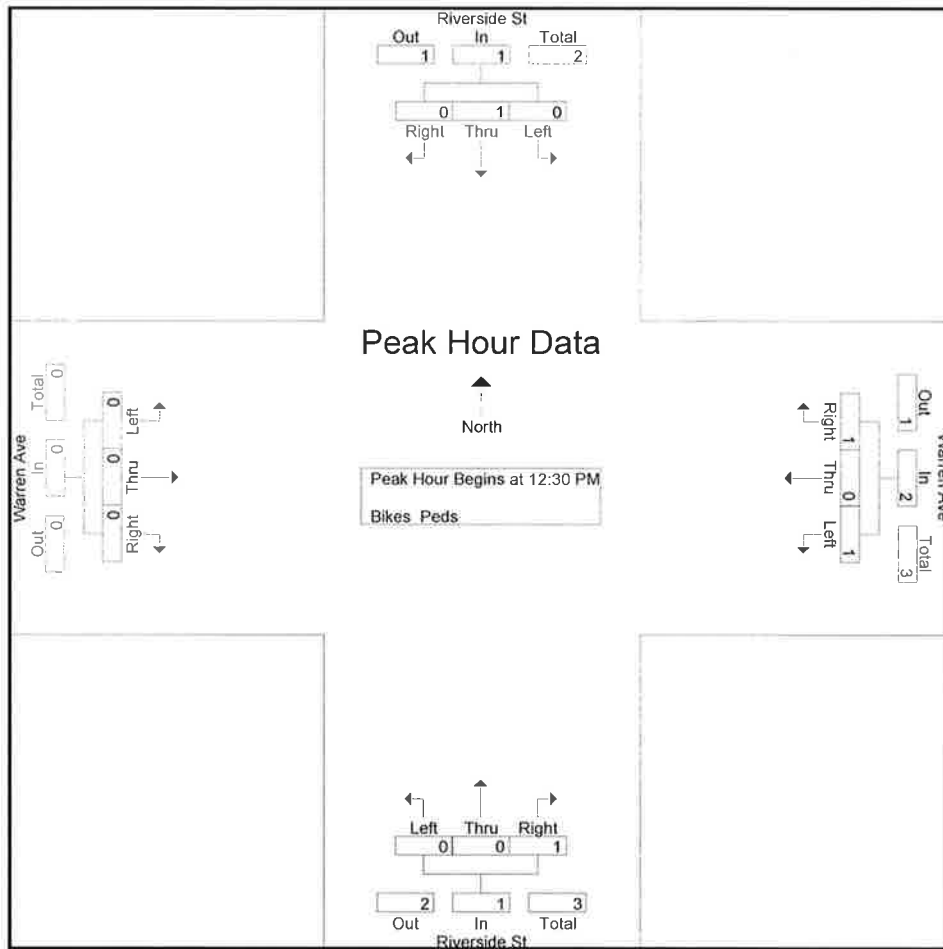 Riverside St
Out In Total
1 1 2
0 1 0
Right Thru Left
Peak Hour Data
North
Peak Hour Begins at 12:30 PM
Bikes Peds
Warren Ave
Out In Total
0 0 0
Right Thru Left
0 0 0
Warren Ave
Out In Total
1 2 3
Right Thru Left
1 0 1
Left Thru Right
0 0 1
2 1 3
Out In Total
Riverside St